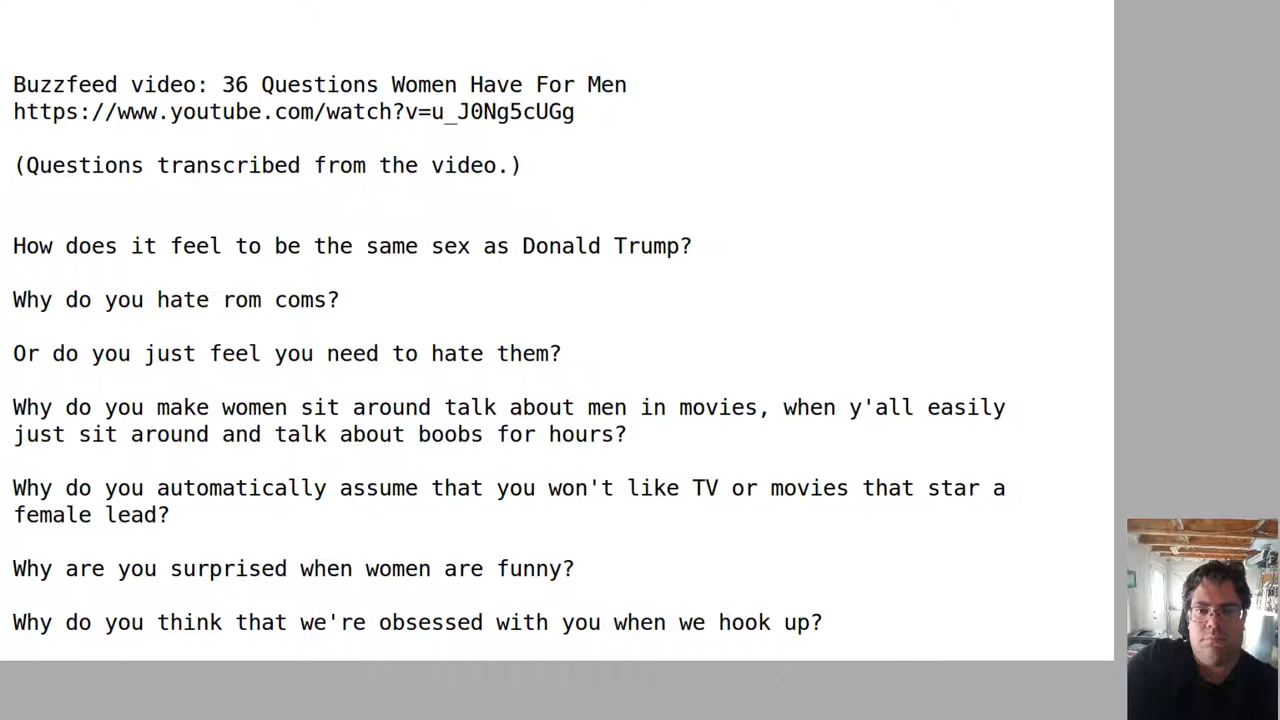 Buzzfeed video: 36 Questions Women Have For Men
https://www.youtube.com/watch?v=u_J0Ng5cUGg
(Questions transcribed from the video.)
How does it feel to be the same sex as Donald Trump?
Why do you hate rom coms?
Or do you just feel you need to hate them?
Why do you make women sit around talk about men in movies, when y'all easily
just sit around and talk about boobs for hours?
Why do you automatically assume that you won't like TV or movies that star a
female lead?
Why are you surprised when women are funny?
Why do you think that we're obsessed with you when we hook up?